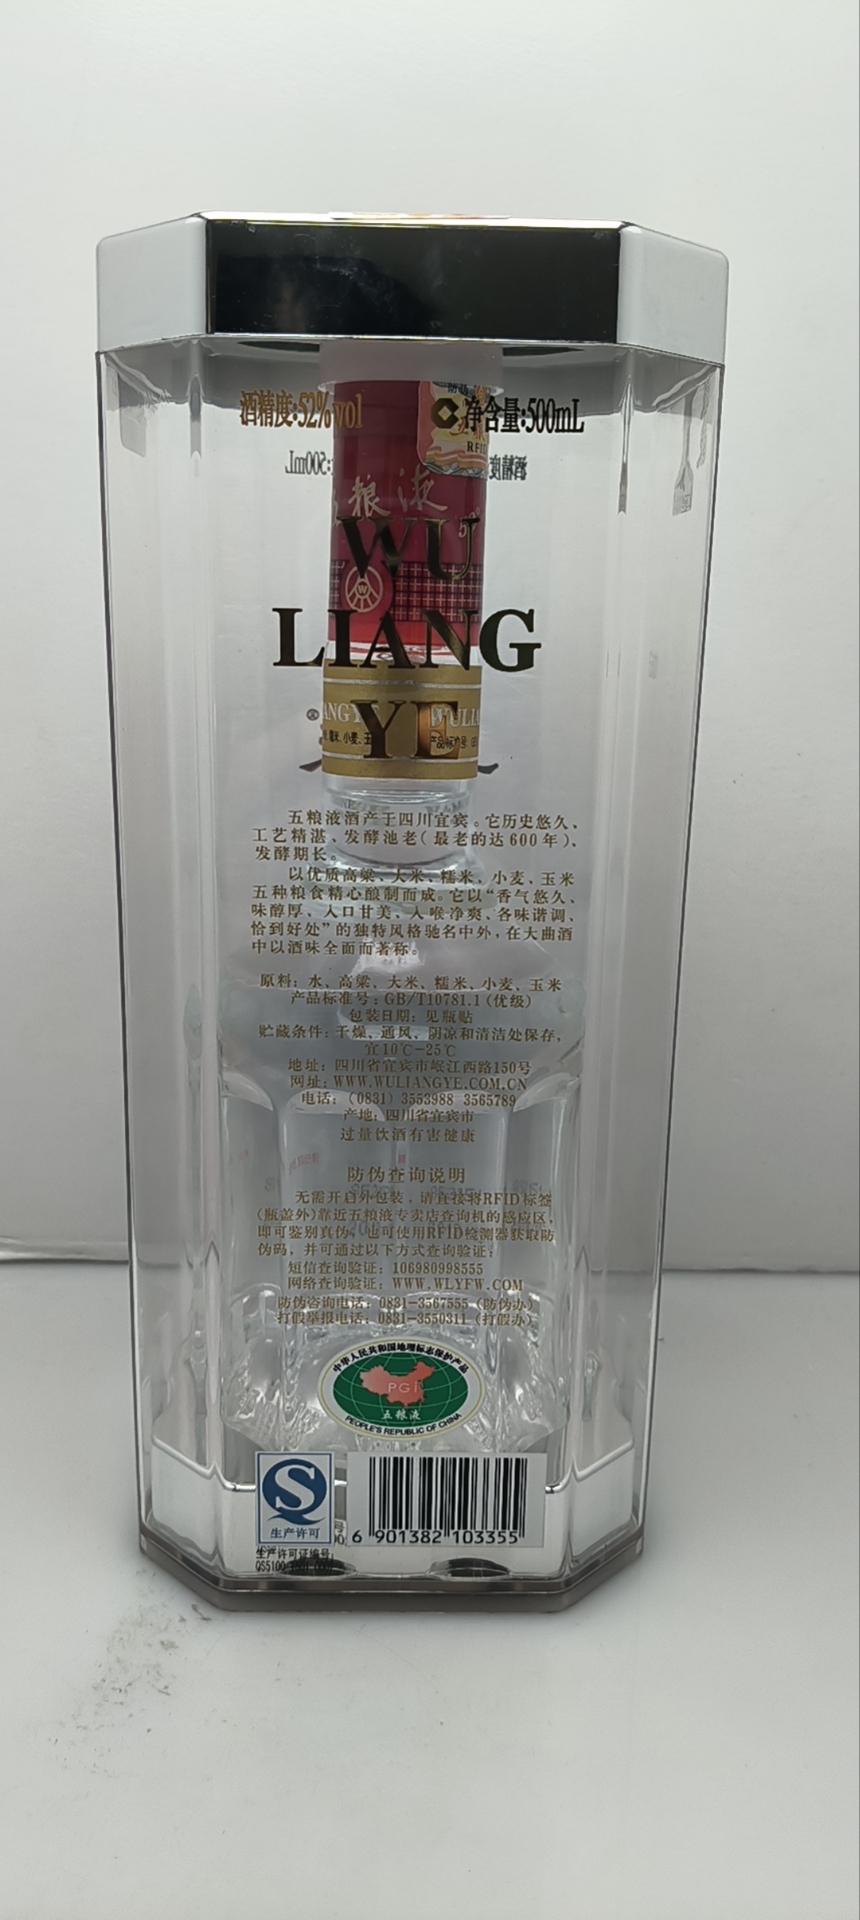 酒精度:52%vol 净含量:500mL
RFID
粮液
WU
LIANG
YE
五粮液酒产于四川宜宾。它历史悠久、
工艺精湛、发酵池老(最老的达600年)、
发酵期长。
以优质高粱、大米、糯米、小麦、玉米
五种粮食精心酿制而成。它以“香气悠久、
味醇厚、入口甘美、入喉净爽、各味谐调、
恰到好处”的独特风格驰名中外,在大曲酒
中以酒味全面而著称。
原料:水、高粱、大米、糯米、小麦、玉米
产品标准号:GB/T10781.1(优级)
包装日期:见瓶贴
贮藏条件:干燥、通风、阴凉和清洁处保存,
宜10℃-25℃
地址:四川省宜宾市岷江西路150号
网址:WWW.WULIANGYE.COM.CN
电话:(0831)3553988 3565789
产地:四川省宜宾市
过量饮酒有害健康
防伪查询说明
无需开启外包装,请直接将RFID标签
(瓶盖外)靠近五粮液专卖店查询机的感应区,
即可鉴别真伪,也可使用RFID检测器获取防
伪码,并可通过以下方式查询验证:
短信查询验证:106980998555
网络查询验证:WWW.WLYFW.COM
防伪咨询电话:0831-3567555(防伪办)
打假举报电话:0831-3550311(打假办)
中华人民共和国地理标志保护产品
PGI
五粮液
PEOPLE'S REPUBLIC OF CHINA
生产许可
6 901382 103355
生产许可证编号:
QS5100